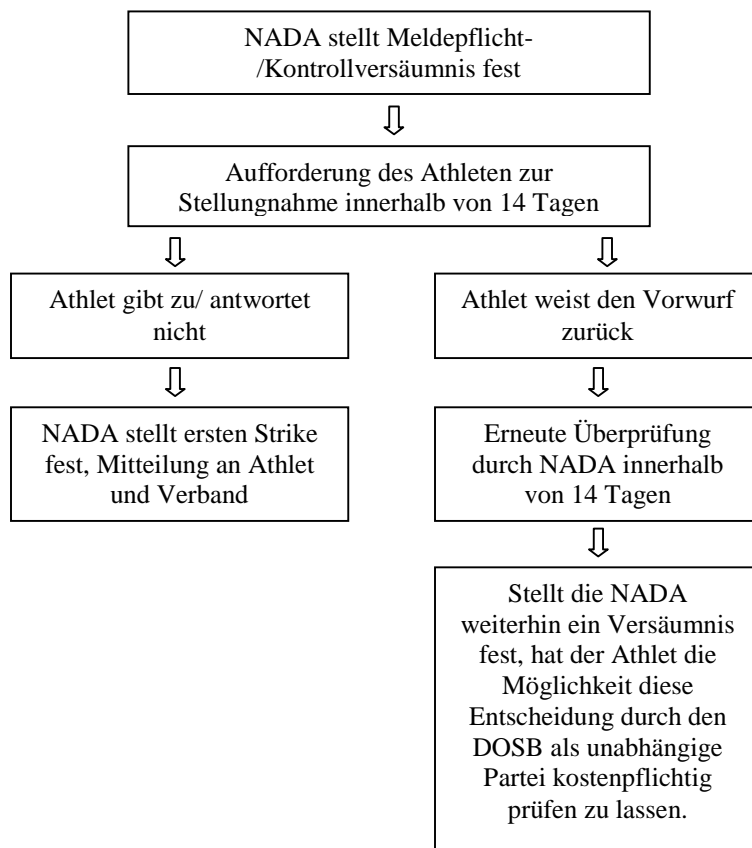 NADA stellt Meldepflicht-
/Kontrollversäumnis fest
Aufforderung des Athleten zur
Stellungnahme innerhalb von 14 Tagen
Athlet gibt zu/ antwortet
nicht
Athlet weist den Vorwurf
zurück
NADA stellt ersten Strike
fest, Mitteilung an Athlet
und Verband
Erneute Überprüfung
durch NADA innerhalb
von 14 Tagen
Stellt die NADA
weiterhin ein Versäumnis
fest, hat der Athlet die
Möglichkeit diese
Entscheidung durch den
DOSB als unabhängige
Partei kostenpflichtig
prüfen zu lassen.